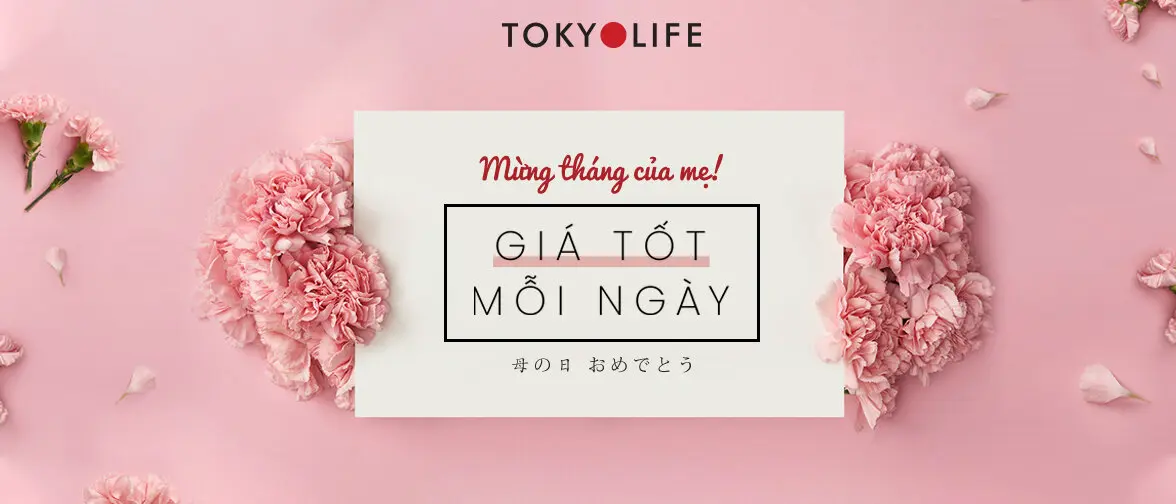 TOKYOLIFE
Mừng tháng của mẹ!
GIÁ TỐT
MỖI NGÀY
母の日 おめでとう